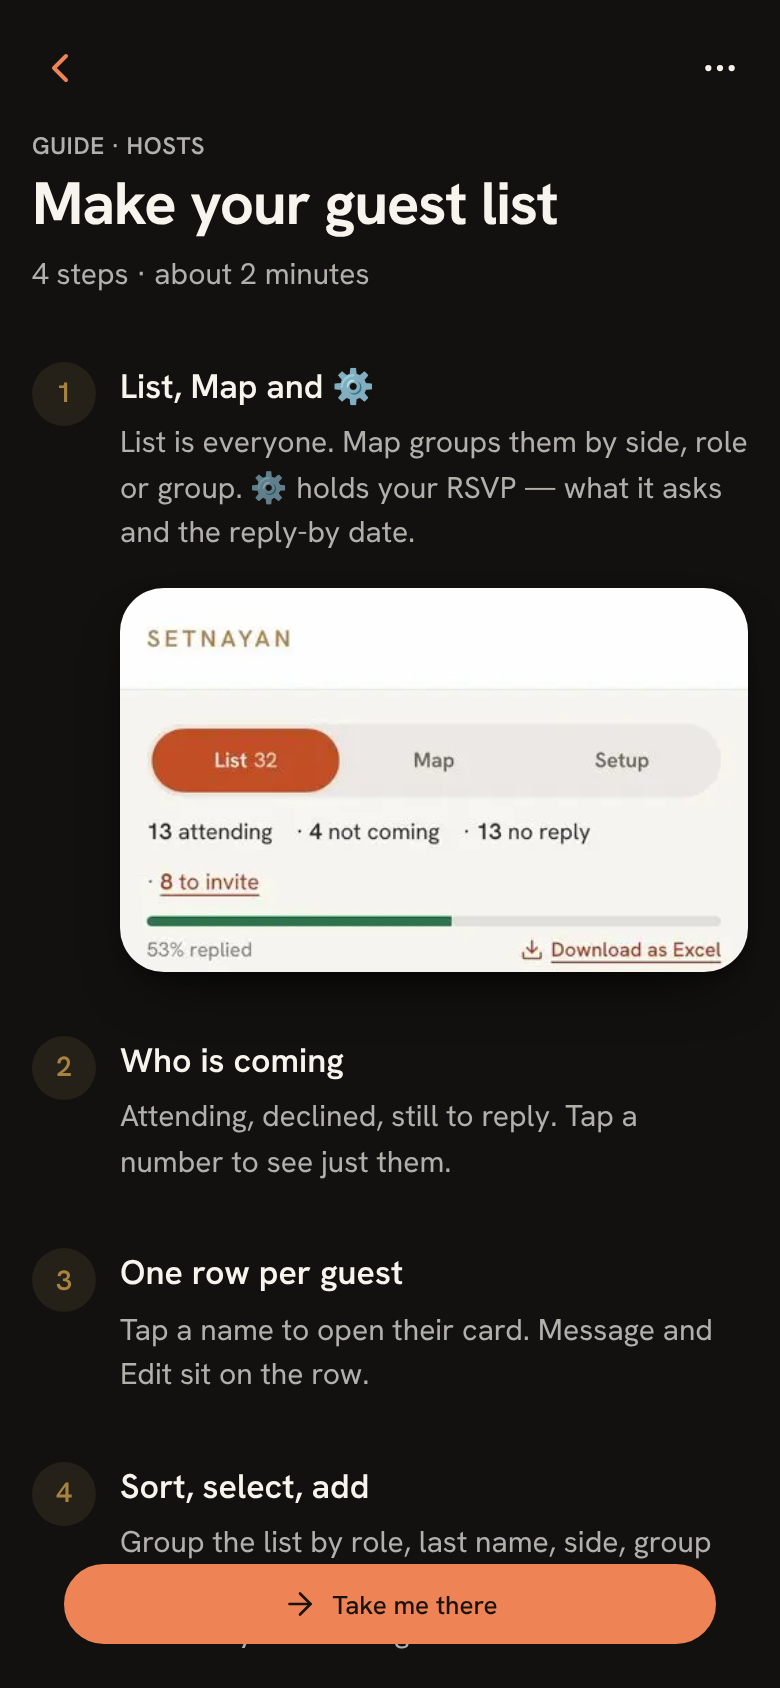 GUIDE · HOSTS
Make your guest list
4 steps · about 2 minutes
1
List, Map and ⚙️
List is everyone. Map groups them by side, role
or group. ⚙️ holds your RSVP — what it asks
and the reply-by date.
SETNAYAN
List 32 Map Setup
13 attending · 4 not coming · 13 no reply
· 8 to invite
53% replied Download as Excel
2
Who is coming
Attending, declined, still to reply. Tap a
number to see just them.
3
One row per guest
Tap a name to open their card. Message and
Edit sit on the row.
4
Sort, select, add
Group the list by role, last name, side, group
→ Take me there